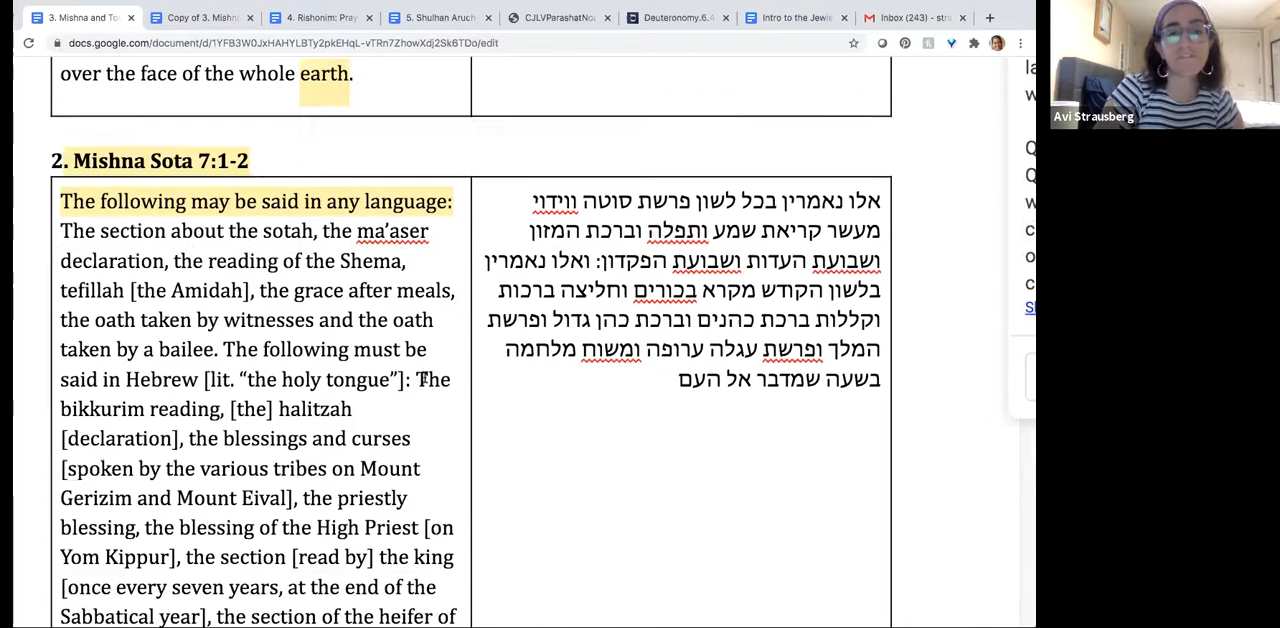 3. Mishna and To
Copy of 3. Mishn
4. Rishonim: Pray
5. Shulhan Aruch
CJLVParashatNo
Deuteronomy.6.4
Intro to the Jewi
Inbox (243) - stra
docs.google.com/document/d/1YFB3W0JxHAHYLBTy2pkEHqL-vTRn7ZhowXdj2Sk6TDo/edit
over the face of the whole earth.
2. Mishna Sota 7:1-2
The following may be said in any language:
The section about the sotah, the ma’aser
declaration, the reading of the Shema,
tefillah [the Amidah], the grace after meals,
the oath taken by witnesses and the oath
taken by a bailee. The following must be
said in Hebrew [lit. “the holy tongue”]: The
bikkurim reading, [the] halitzah
[declaration], the blessings and curses
[spoken by the various tribes on Mount
Gerizim and Mount Eival], the priestly
blessing, the blessing of the High Priest [on
Yom Kippur], the section [read by] the king
[once every seven years, at the end of the
Sabbatical year], the section of the heifer of
אלו נאמרין בכל לשון פרשת סוטה ווידוי
מעשר קריאת שמע ותפלה וברכת המזון
ושבועת העדות ושבועת הפקדון: ואלו נאמרין
בלשון הקודש מקרא בכורים וחליצה ברכות
וקללות ברכת כהנים וברכת כהן גדול ופרשת
המלך ופרשת עגלה ערופה ומשוח מלחמה
בשעה שמדבר אל העם
Avi Strausberg